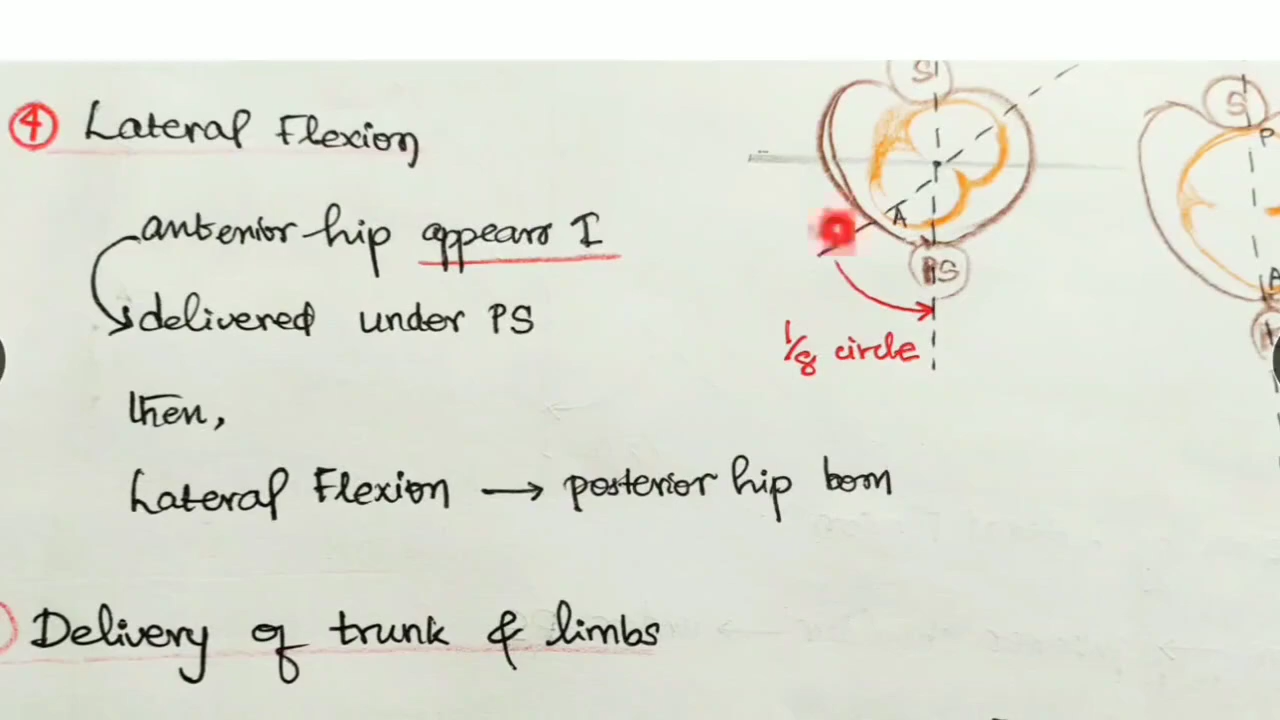 ④ Lateral Flexion
anterior hip appears I
delivered under PS
then,
Lateral Flexion → posterior hip born
Delivery of trunk & limbs
S
A
PS
1/8 circle
S
P
A